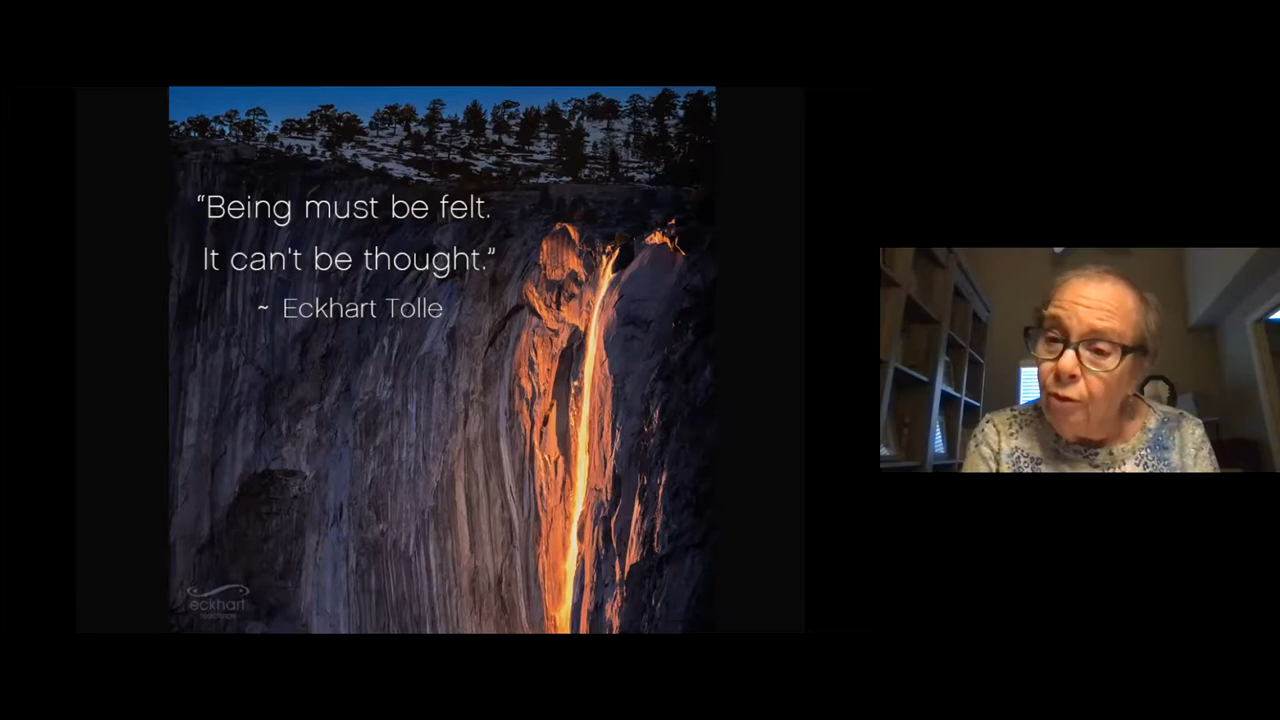 “Being must be felt.
It can't be thought.”
~ Eckhart Tolle
eckhart